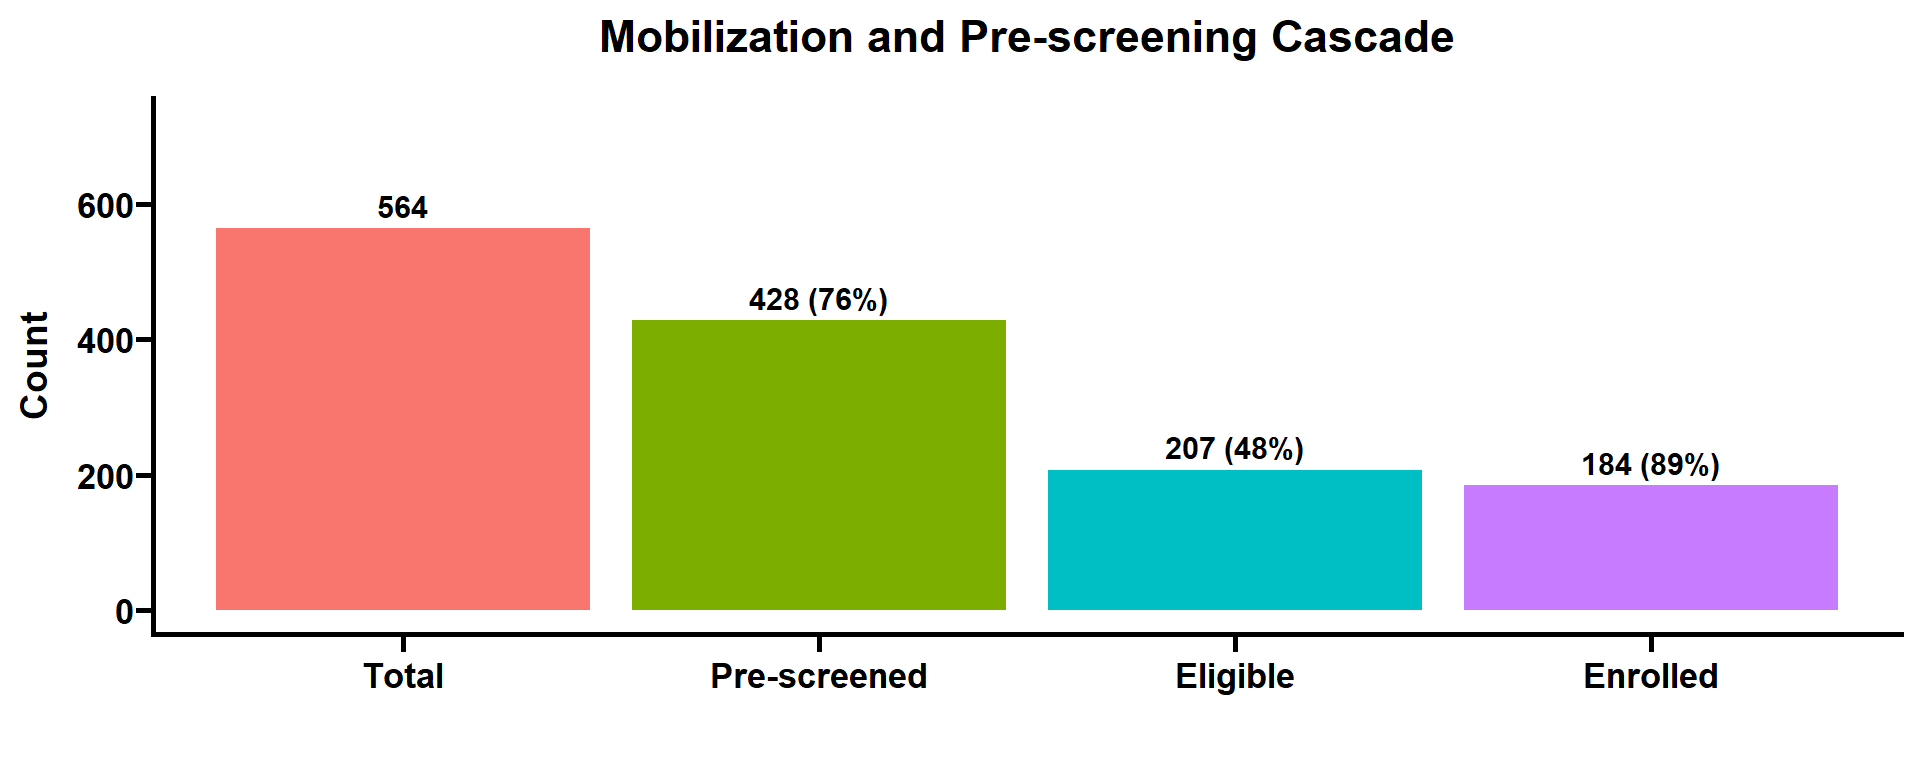 Mobilization and Pre-screening Cascade
Count
600
400
200
0
564
428 (76%)
207 (48%)
184 (89%)
Total
Pre-screened
Eligible
Enrolled